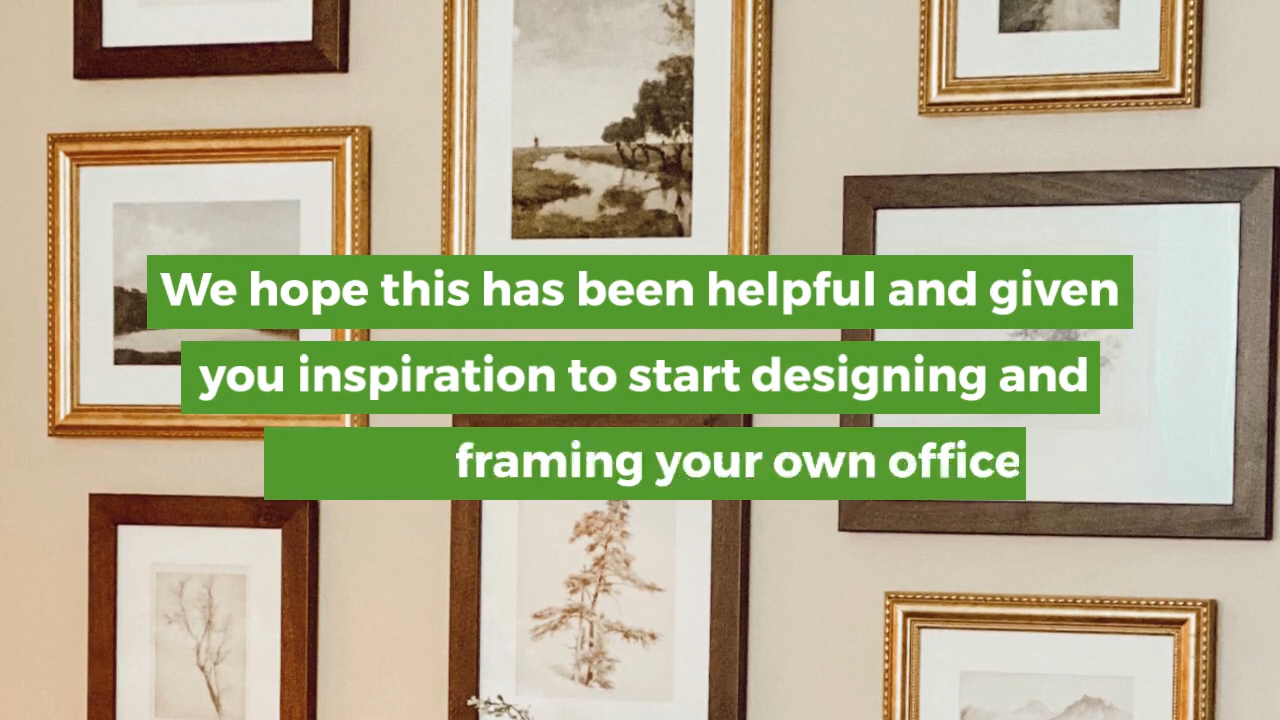 We hope this has been helpful and given
you inspiration to start designing and
framing your own office